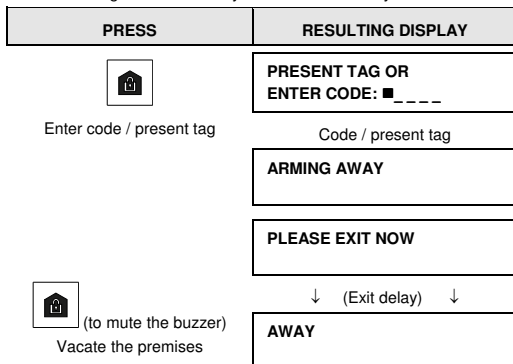 PRESS
RESULTING DISPLAY
PRESENT TAG OR
ENTER CODE: ■_ _ _ _
Enter code / present tag
Code / present tag
ARMING AWAY
PLEASE EXIT NOW
↓ (Exit delay) ↓
(to mute the buzzer)
Vacate the premises
AWAY